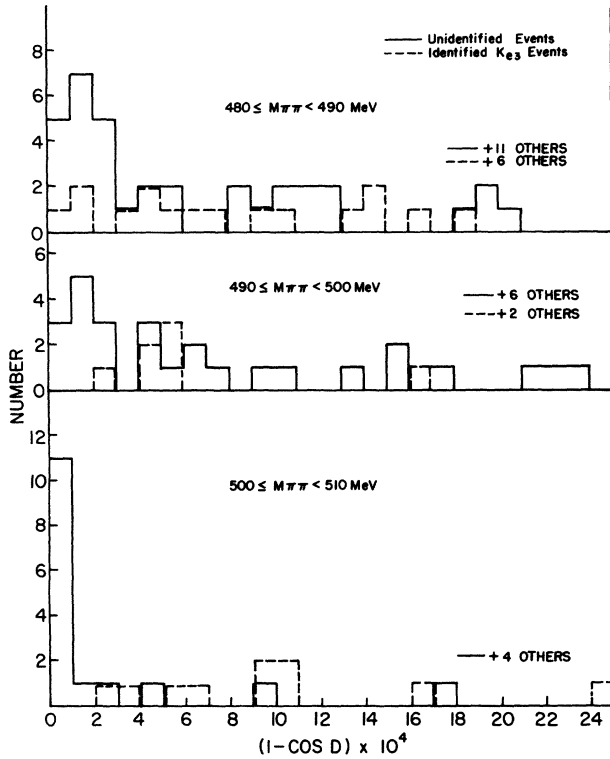 Unidentified Events
Identified Ke3 Events
8
6
4
2
0
480 ≤ Mππ < 490 MeV
+11 OTHERS
+ 6 OTHERS
6
4
2
0
490 ≤ Mππ < 500 MeV
+6 OTHERS
+2 OTHERS
NUMBER
12
10
8
6
4
2
500 ≤ Mππ < 510 MeV
+4 OTHERS
0 2 4 6 8 10 12 14 16 18 20 22 24
(1-COS D) x 10^4